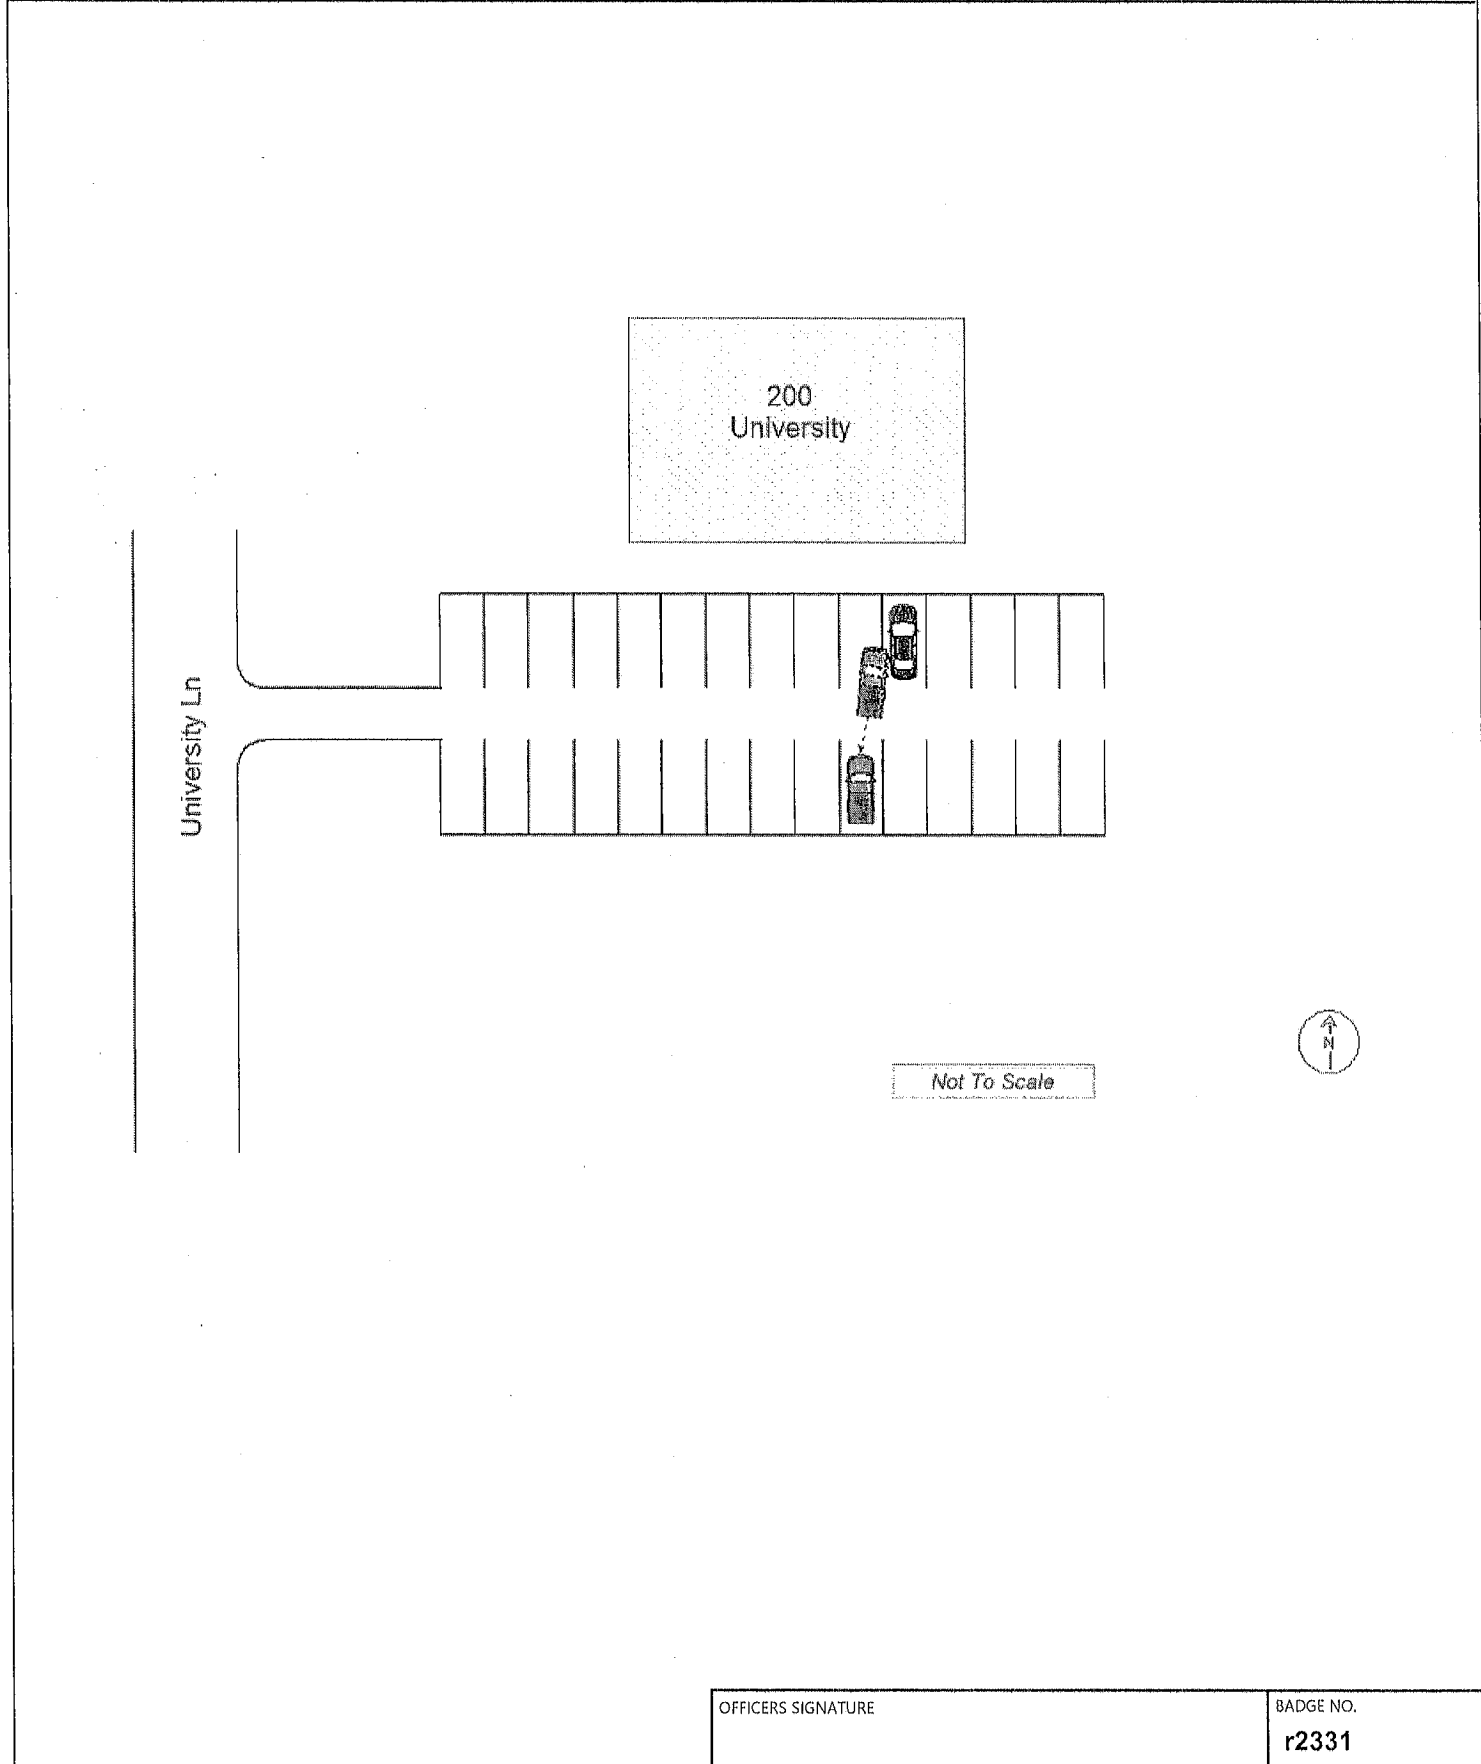 200
University
University Ln
N
Not To Scale
OFFICERS SIGNATURE
BADGE NO.
r2331